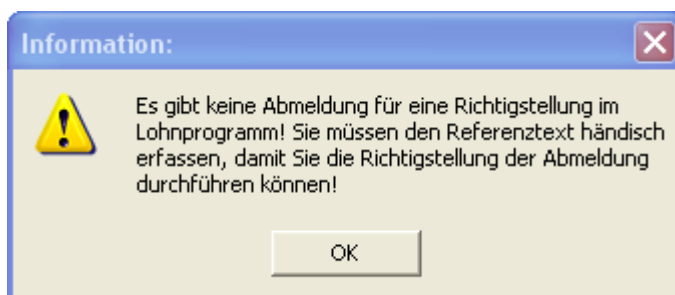 Information:
Es gibt keine Abmeldung für eine Richtigstellung im
Lohnprogramm! Sie müssen den Referenztext händisch
erfassen, damit Sie die Richtigstellung der Abmeldung
durchführen können!
OK